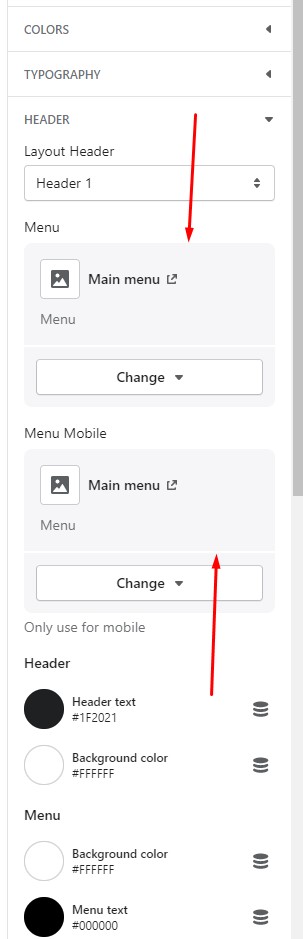 COLORS
TYPOGRAPHY
HEADER
Layout Header
Header 1
Menu
Main menu
Menu
Change
Menu Mobile
Main menu
Menu
Change
Only use for mobile
Header
Header text
#1F2021
Background color
#FFFFFF
Menu
Background color
#FFFFFF
Menu text
#000000